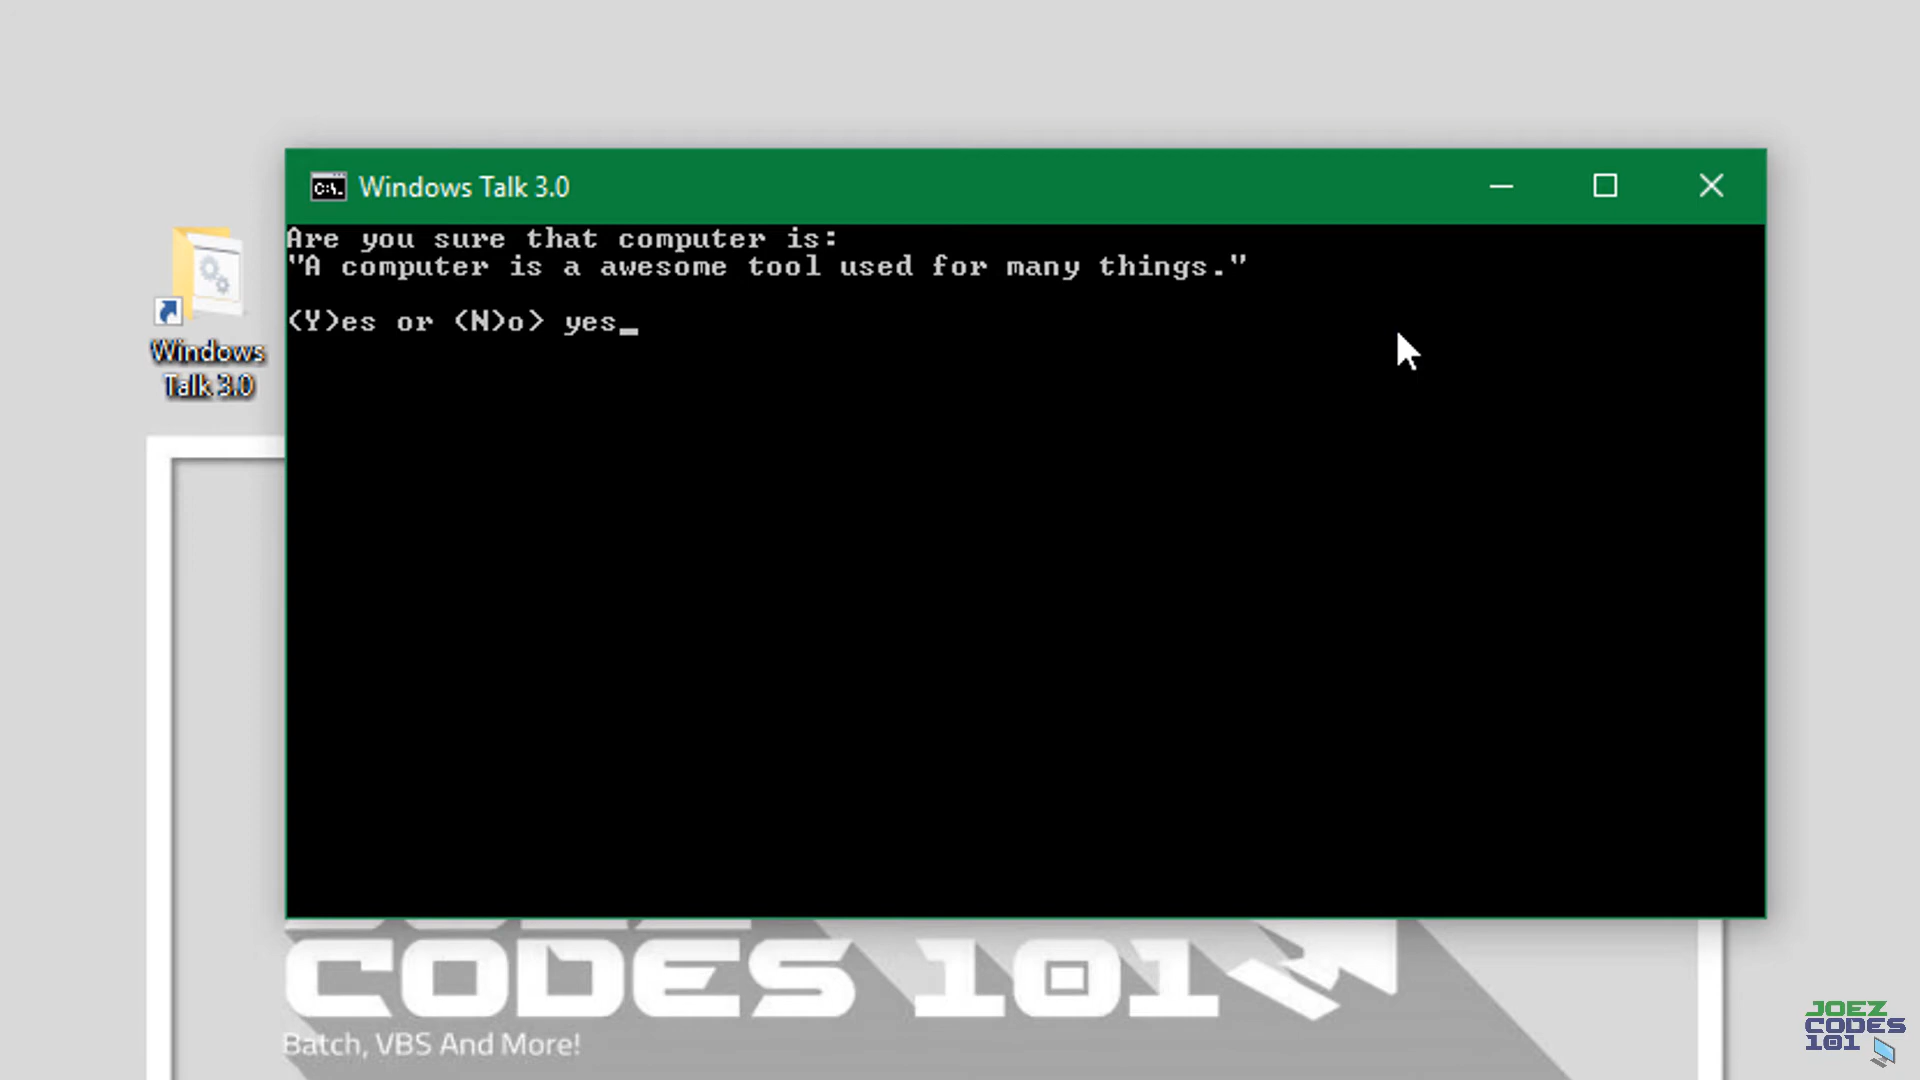 Windows Talk 3.0
Are you sure that computer is:
"A computer is a awesome tool used for many things."
(Y)es or (N)o> yes_
Windows
Talk 3.0
CODES 101
Batch, VBS And More!
JOEZ
CODES
101